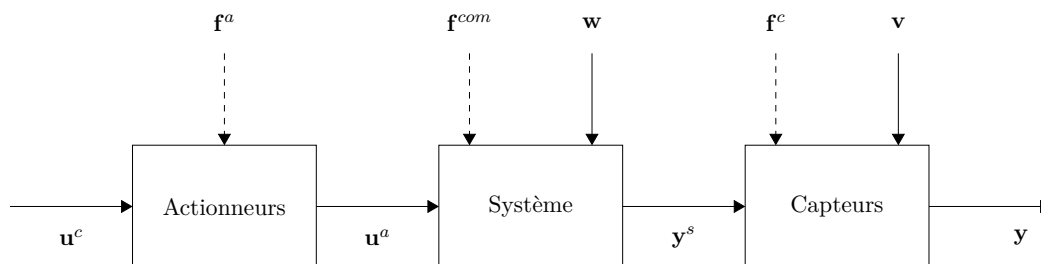 f^a
f^com
w
f^c
v
Actionneurs
Système
Capteurs
u^c
u^a
y^s
y